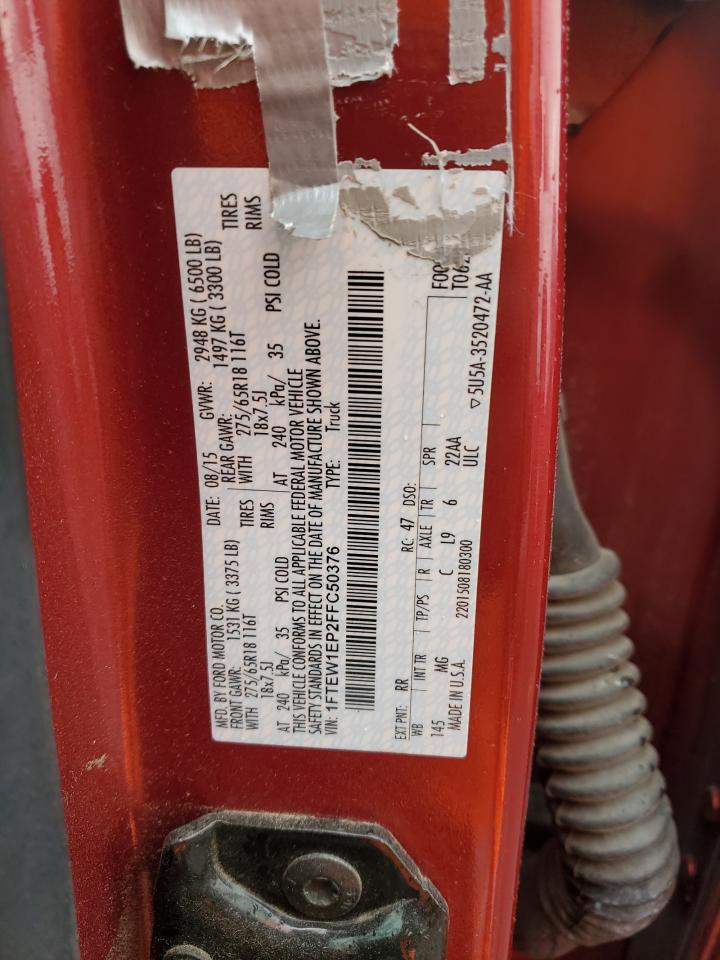 MFD. BY FORD MOTOR CO. DATE: 08/15 GVWR: 2948 KG ( 6500 LB)
FRONT GAWR: 1531 KG ( 3375 LB) REAR GAWR: 1497 KG ( 3300 LB)
WITH 275/65R18 116T TIRES WITH 275/65R18 116T TIRES
18x7.5J RIMS 18x7.5J RIMS
AT 240 kPa/ 35 PSI COLD AT 240 kPa/ 35 PSI COLD
THIS VEHICLE CONFORMS TO ALL APPLICABLE FEDERAL MOTOR VEHICLE
SAFETY STANDARDS IN EFFECT ON THE DATE OF MANUFACTURE SHOWN ABOVE.
VIN: 1FTEW1EP2FFC50376 TYPE: Truck
EXT PNT: RR RC: 47 DSO:
WB INT TR TP/PS R AXLE TR SPR
145 MG C L9 6 22AA
MADE IN U.S.A. 2201508180300 ULC ▽5U5A-3520472-AA